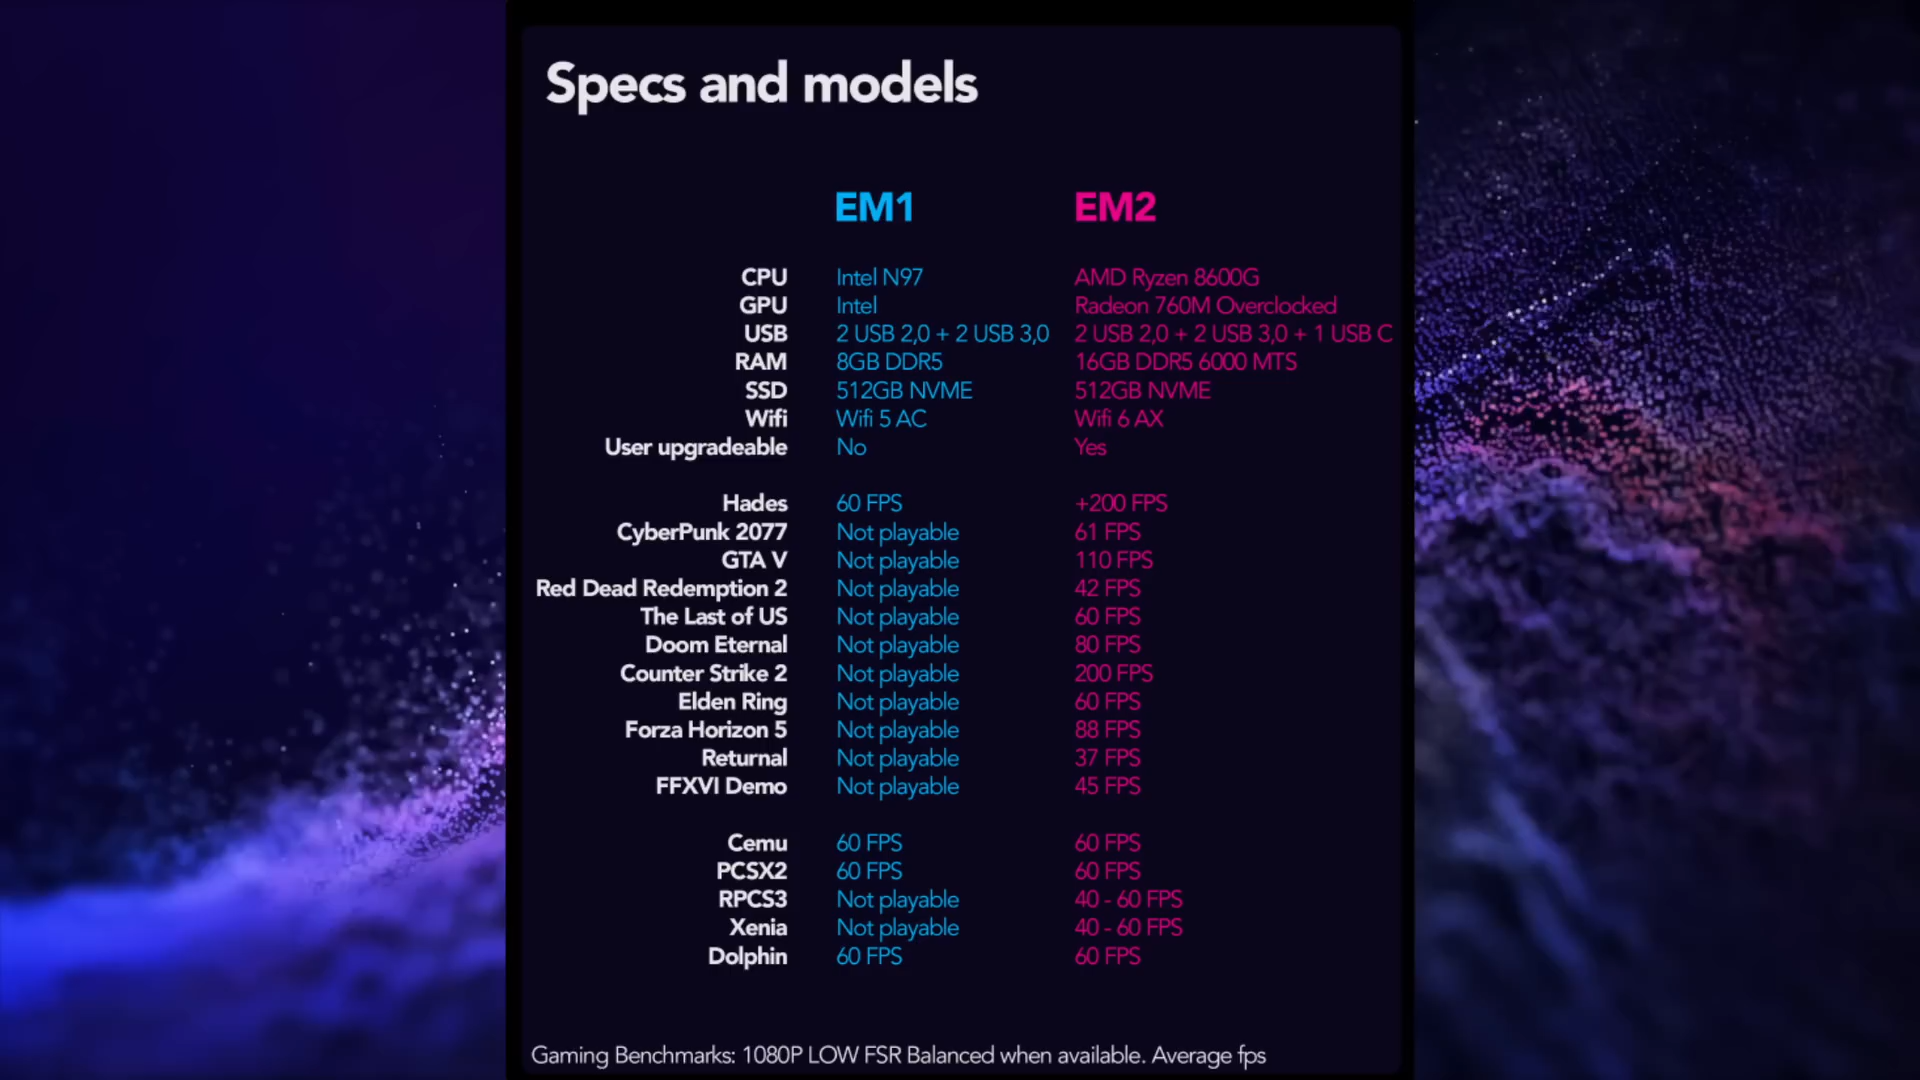 Specs and models
EM1 EM2
CPU Intel N97 AMD Ryzen 8600G
GPU Intel Radeon 760M Overclocked
USB 2 USB 2,0 + 2 USB 3,0 2 USB 2,0 + 2 USB 3,0 + 1 USB C
RAM 8GB DDR5 16GB DDR5 6000 MTS
SSD 512GB NVME 512GB NVME
Wifi Wifi 5 AC Wifi 6 AX
User upgradeable No Yes
Hades 60 FPS +200 FPS
CyberPunk 2077 Not playable 61 FPS
GTA V Not playable 110 FPS
Red Dead Redemption 2 Not playable 42 FPS
The Last of US Not playable 60 FPS
Doom Eternal Not playable 80 FPS
Counter Strike 2 Not playable 200 FPS
Elden Ring Not playable 60 FPS
Forza Horizon 5 Not playable 88 FPS
Returnal Not playable 37 FPS
FFXVI Demo Not playable 45 FPS
Cemu 60 FPS 60 FPS
PCSX2 60 FPS 60 FPS
RPCS3 Not playable 40 - 60 FPS
Xenia Not playable 40 - 60 FPS
Dolphin 60 FPS 60 FPS
Gaming Benchmarks: 1080P LOW FSR Balanced when available. Average fps